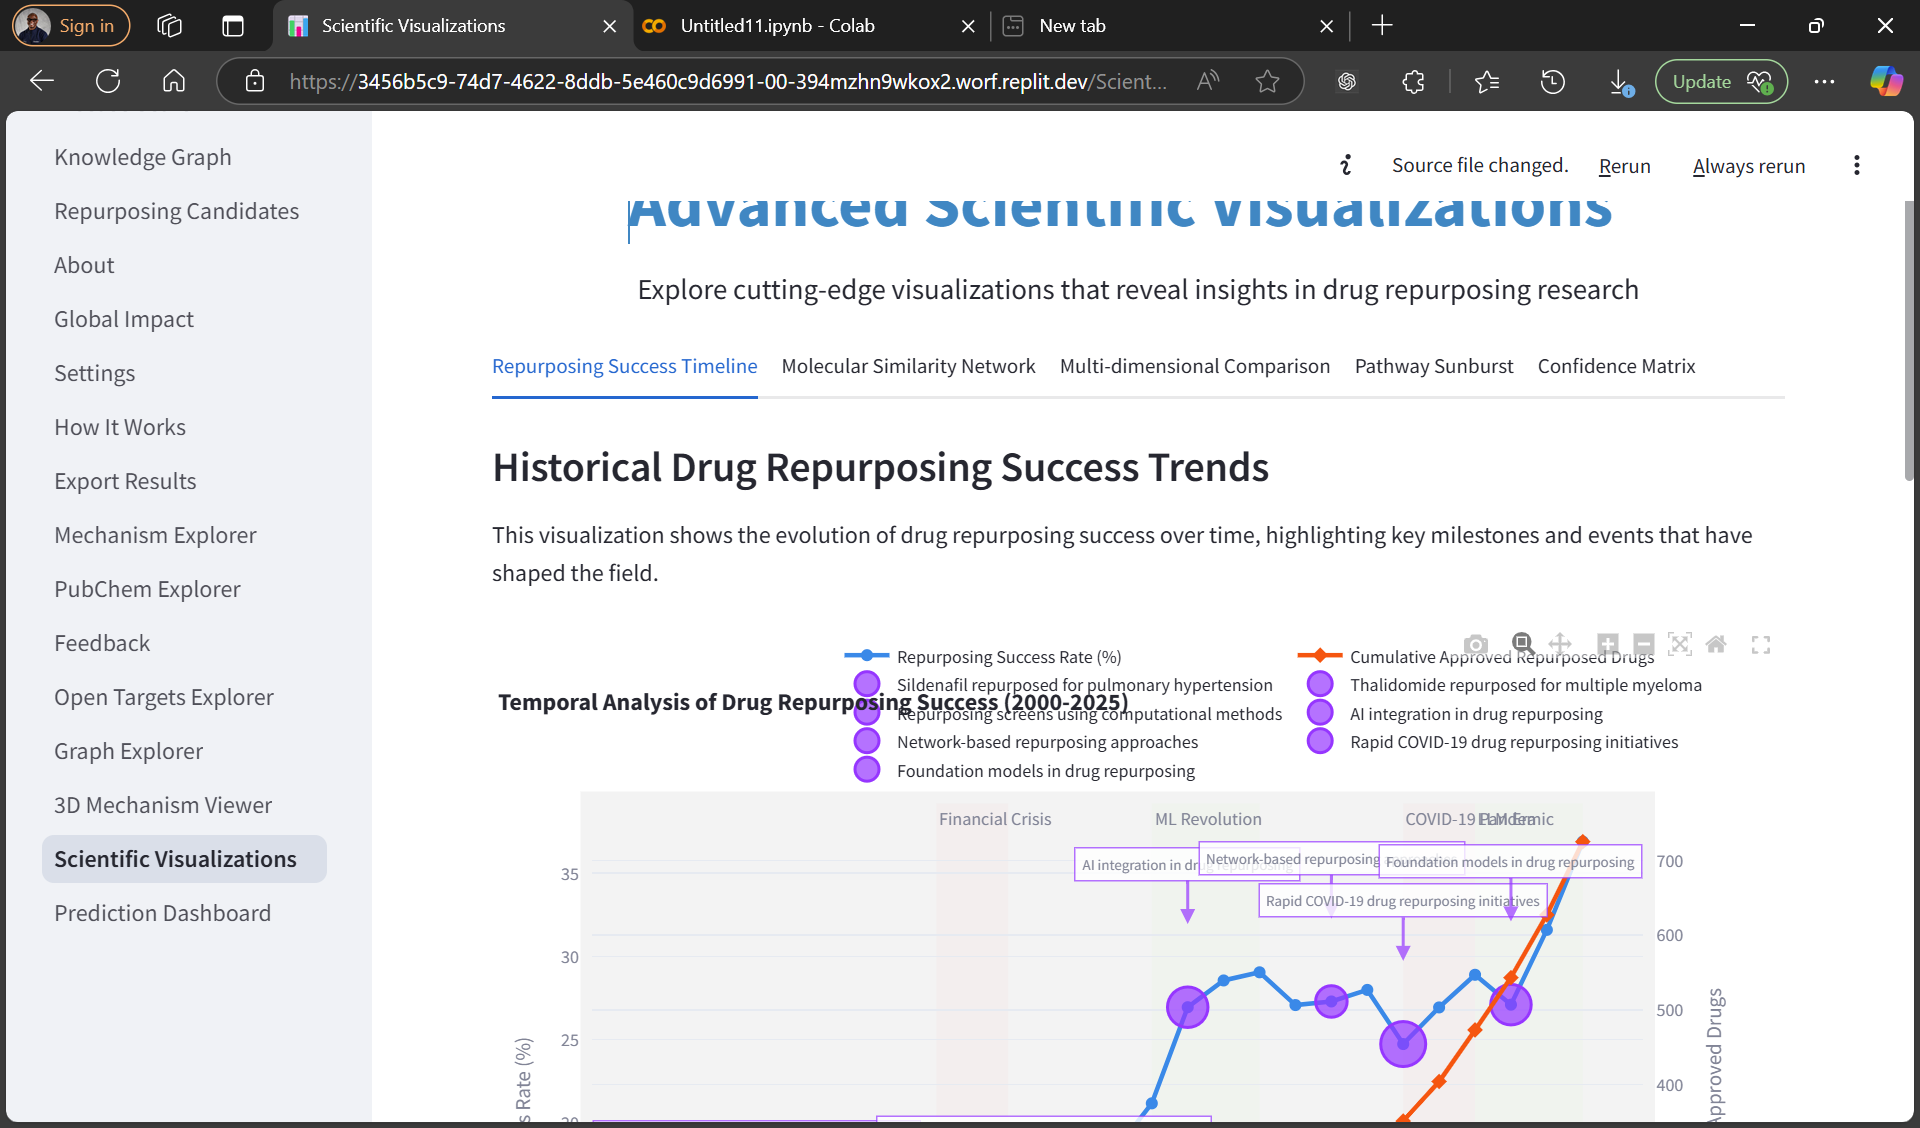 Sign in
Scientific Visualizations
Untitled11.ipynb - Colab
New tab
https://3456b5c9-74d7-4622-8ddb-5e460c9d6991-00-394mzhn9wkox2.worf.replit.dev/Scient...
Update
Knowledge Graph
Repurposing Candidates
About
Global Impact
Settings
How It Works
Export Results
Mechanism Explorer
PubChem Explorer
Feedback
Open Targets Explorer
Graph Explorer
3D Mechanism Viewer
Scientific Visualizations
Prediction Dashboard
Source file changed. Rerun Always rerun
Advanced Scientific Visualizations
Explore cutting-edge visualizations that reveal insights in drug repurposing research
Repurposing Success Timeline Molecular Similarity Network Multi-dimensional Comparison Pathway Sunburst Confidence Matrix
Historical Drug Repurposing Success Trends
This visualization shows the evolution of drug repurposing success over time, highlighting key milestones and events that have
shaped the field.
Repurposing Success Rate (%) Cumulative Approved Repurposed Drugs
Sildenafil repurposed for pulmonary hypertension Thalidomide repurposed for multiple myeloma
Temporal Analysis of Drug Repurposing Success (2000-2025)
Repurposing screens using computational methods AI integration in drug repurposing
Network-based repurposing approaches Rapid COVID-19 drug repurposing initiatives
Foundation models in drug repurposing
Financial Crisis ML Revolution COVID-19 Pandemic LLM Era
AI integration in drug repurposing Network-based repurposing Foundation models in drug repurposing
Rapid COVID-19 drug repurposing initiatives
35
30
25
700
600
500
400
s Rate (%)
Approved Drugs